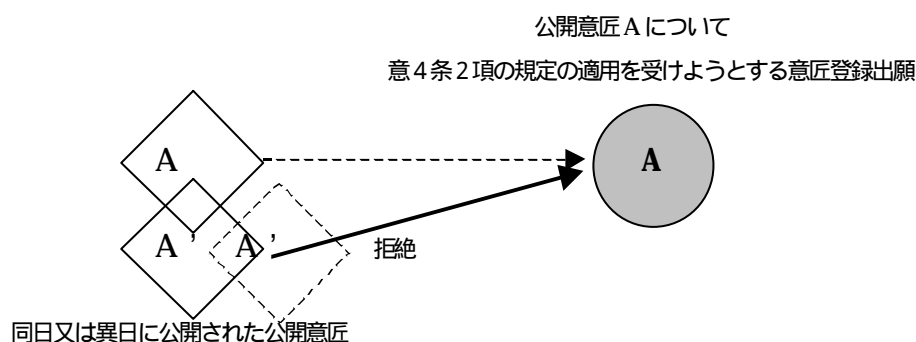 公開意匠Aについて
意4条2項の規定の適用を受けようとする意匠登録出願
A
A
A'
A'
拒絶
同日又は異日に公開された公開意匠